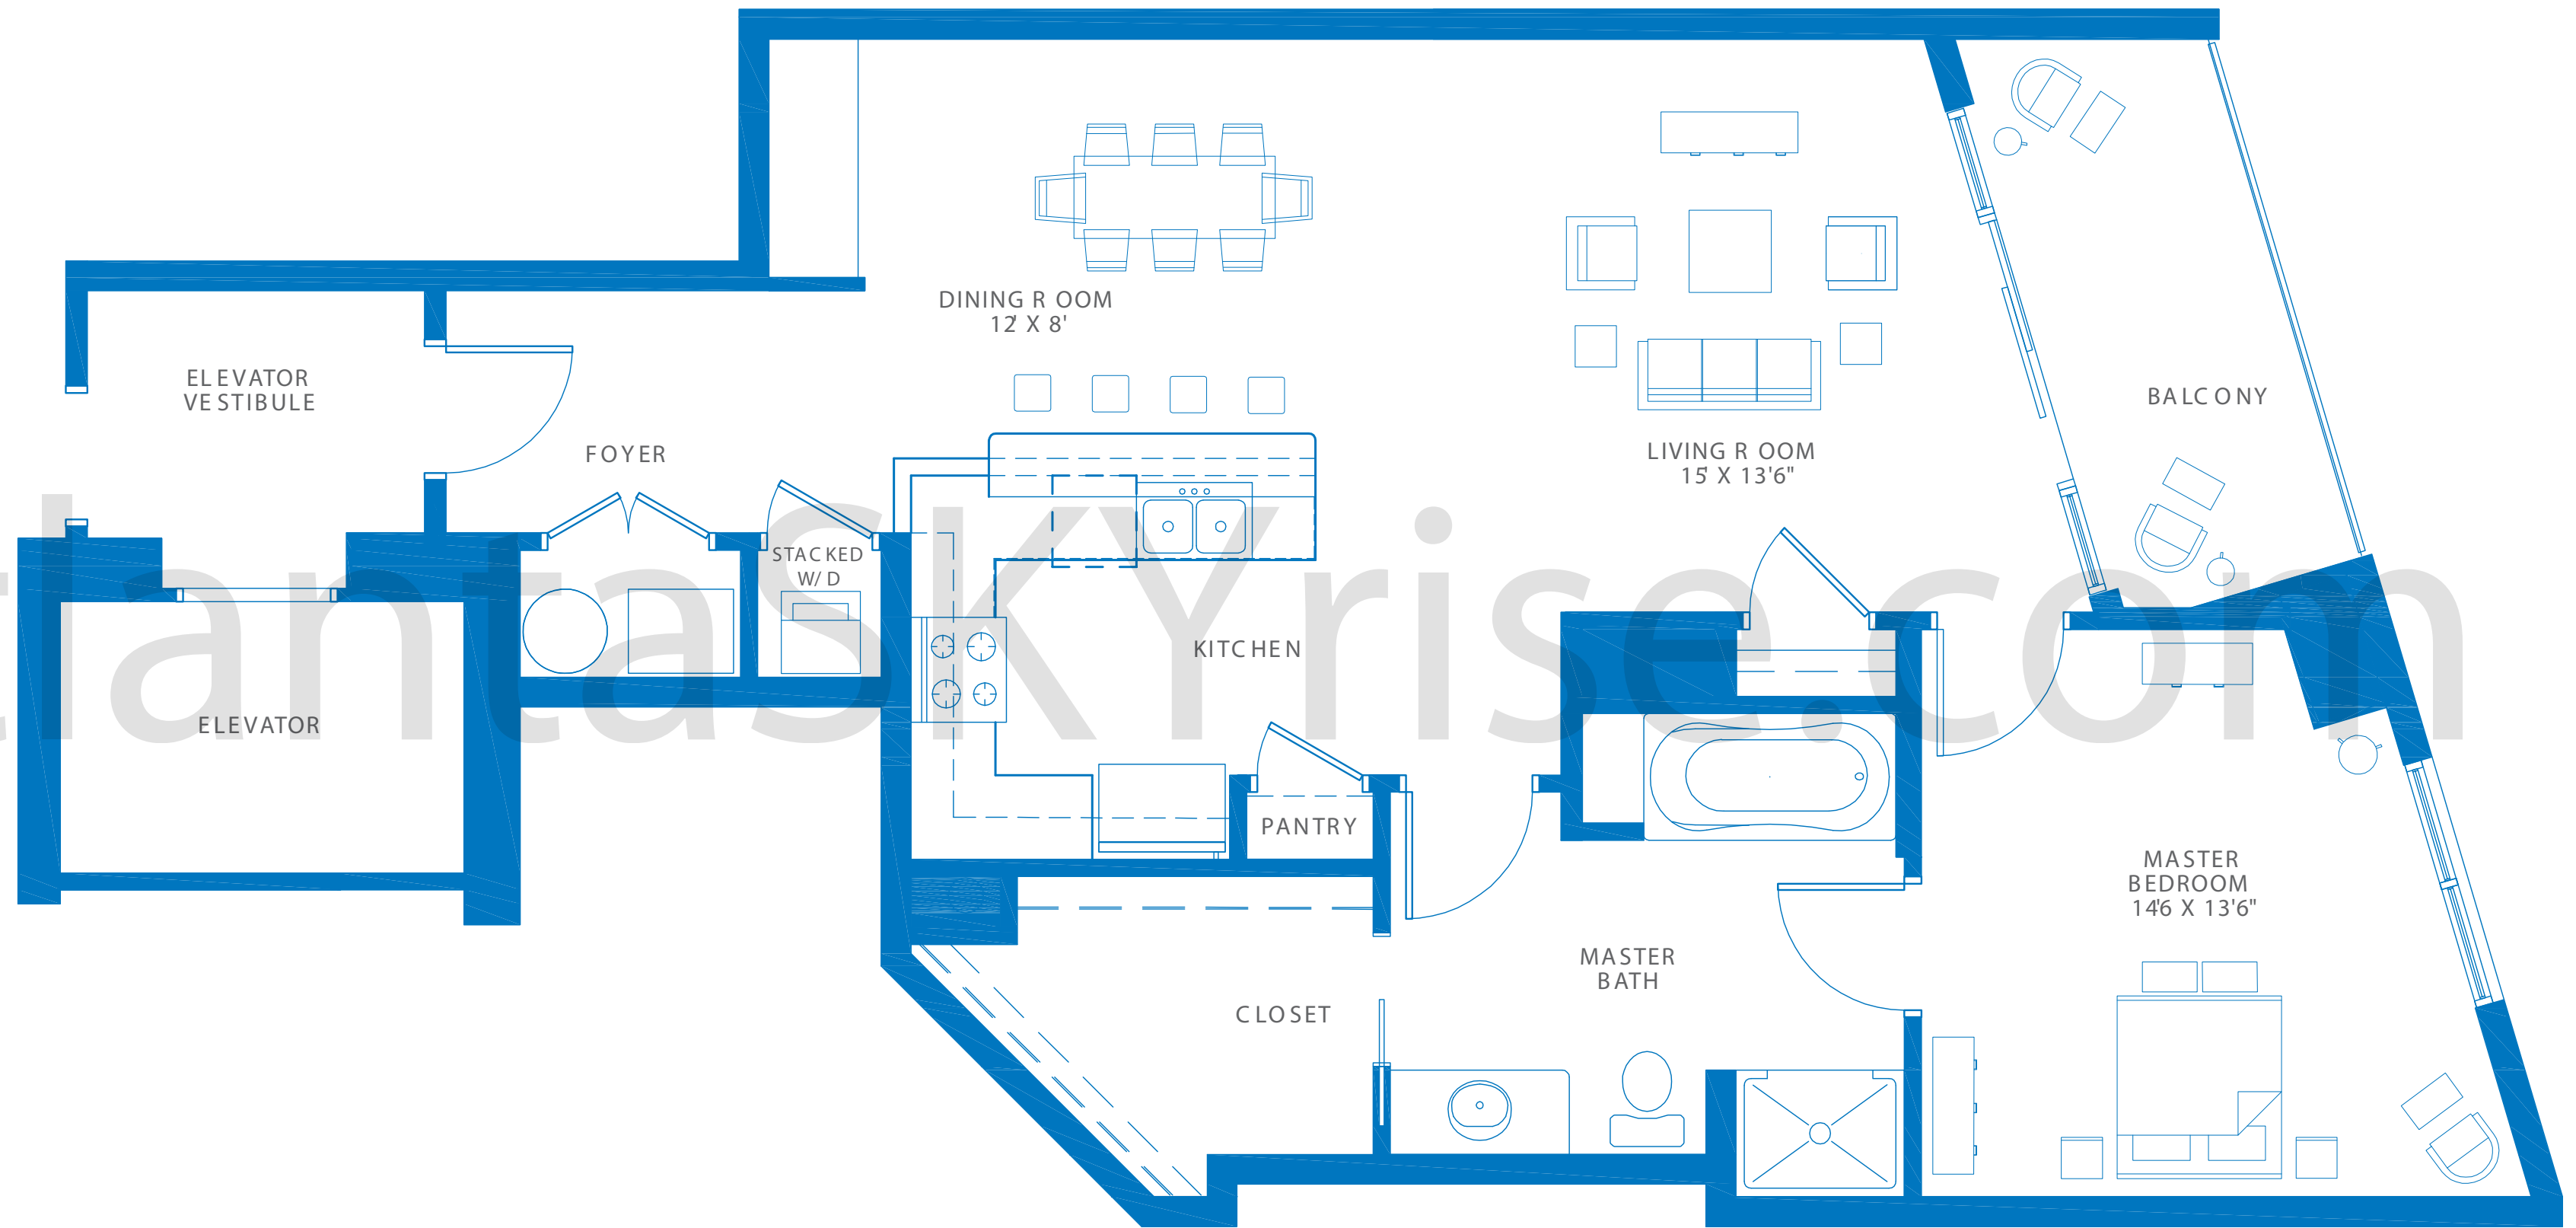 DINING ROOM
12' X 8'
ELEVATOR
VESTIBULE
BALCONY
FOYER
LIVING ROOM
15' X 13'6"
STACKED
W/D
KITCHEN
ELEVATOR
tlantaSKYrise.com
PANTRY
MASTER
BEDROOM
14'6 X 13'6"
MASTER
BATH
CLOSET